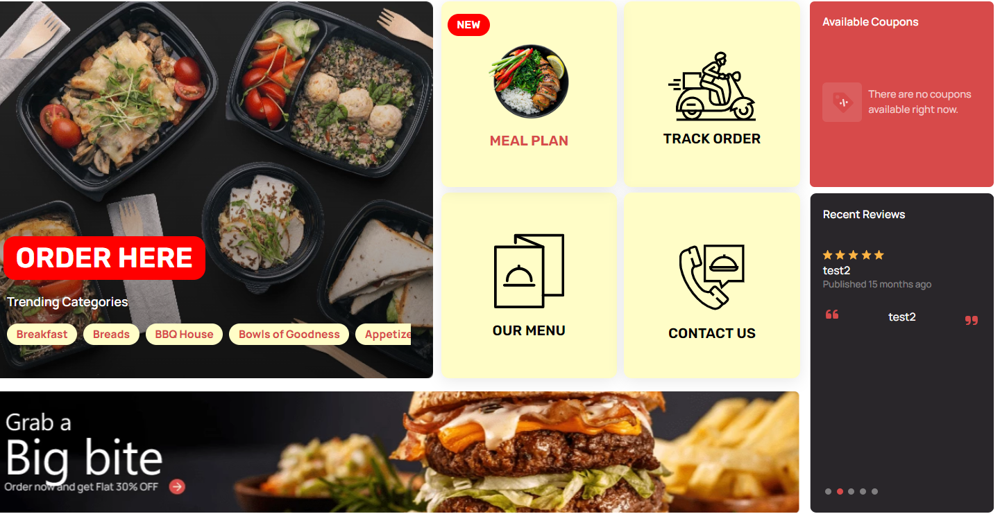 ORDER HERE
Trending Categories
Breakfast
Breads
BBQ House
Bowls of Goodness
Appetize
NEW
MEAL PLAN
TRACK ORDER
OUR MENU
CONTACT US
Available Coupons
There are no coupons
available right now.
Recent Reviews
test2
Published 15 months ago
❝
test2
❞
Grab a
Big bite
Order now and get Flat 30% OFF